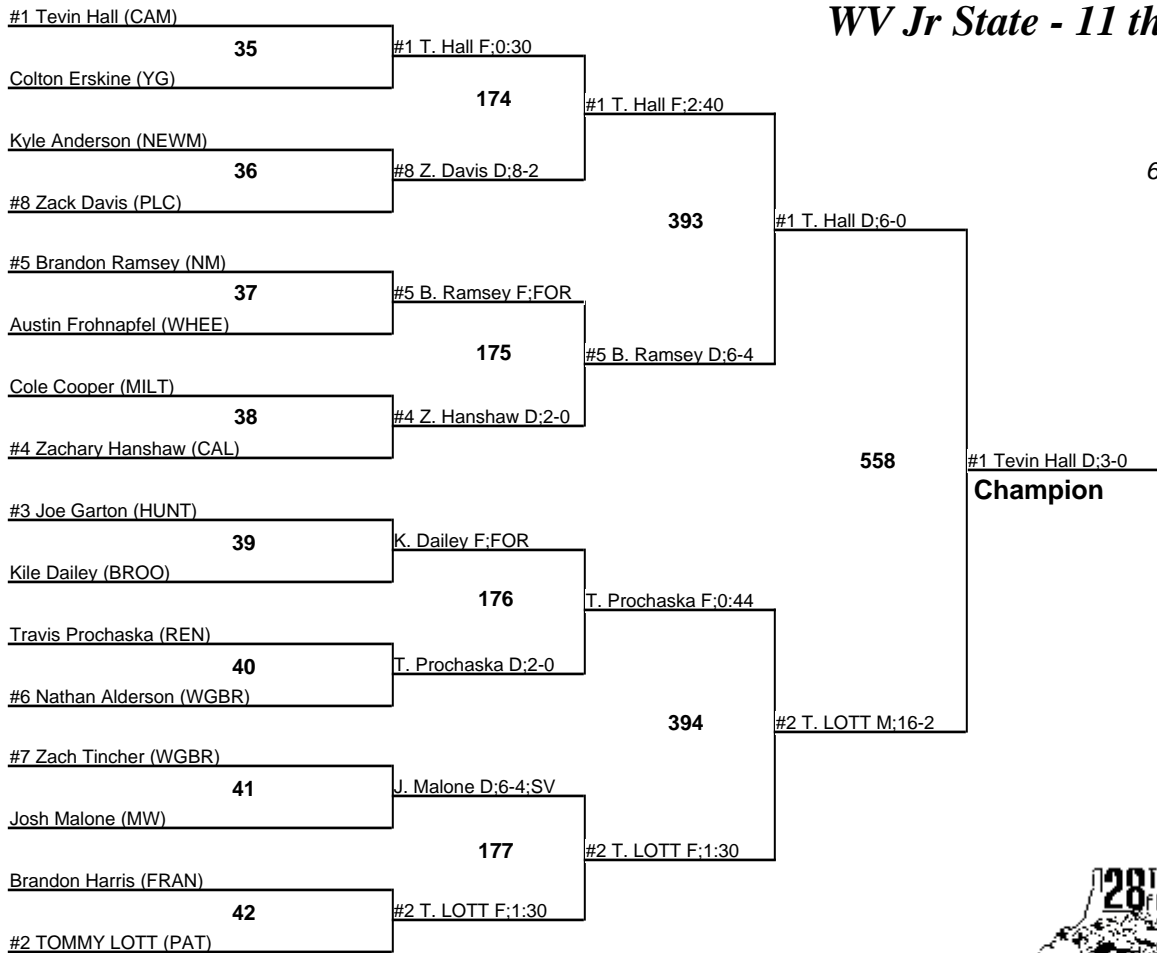 WV Jr State - 11 th
#1 Tevin Hall (CAM)
35
Colton Erskine (YG)
#1 T. Hall F;0:30
174
Kyle Anderson (NEWM)
36
#8 Zack Davis (PLC)
#8 Z. Davis D;8-2
#1 T. Hall F;2:40
6
393
#1 T. Hall D;6-0
#5 Brandon Ramsey (NM)
37
Austin Frohnapfel (WHEE)
#5 B. Ramsey F;FOR
175
#5 B. Ramsey D;6-4
Cole Cooper (MILT)
38
#4 Zachary Hanshaw (CAL)
#4 Z. Hanshaw D;2-0
558
#1 Tevin Hall D;3-0
Champion
#3 Joe Garton (HUNT)
39
Kile Dailey (BROO)
K. Dailey F;FOR
176
T. Prochaska F;0:44
Travis Prochaska (REN)
40
#6 Nathan Alderson (WGBR)
T. Prochaska D;2-0
394
#2 T. LOTT M;16-2
#7 Zach Tincher (WGBR)
41
Josh Malone (MW)
J. Malone D;6-4;SV
177
#2 T. LOTT F;1:30
Brandon Harris (FRAN)
42
#2 TOMMY LOTT (PAT)
#2 T. LOTT F;1:30
28